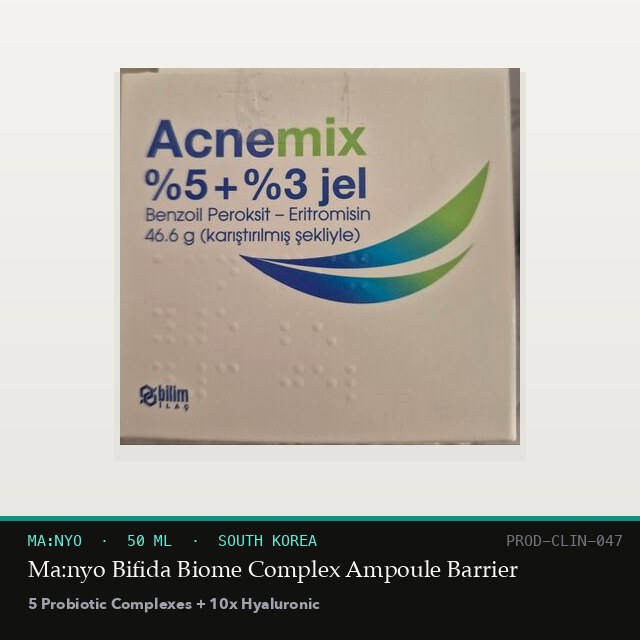 Acnemix
%5+%3 jel
Benzoil Peroksit – Eritromisin
46.6 g (karıştırılmış şekliyle)
bilim
İLAÇ
MA:NYO · 50 ML · SOUTH KOREA
PROD-CLIN-047
Ma:nyo Bifida Biome Complex Ampoule Barrier
5 Probiotic Complexes + 10x Hyaluronic